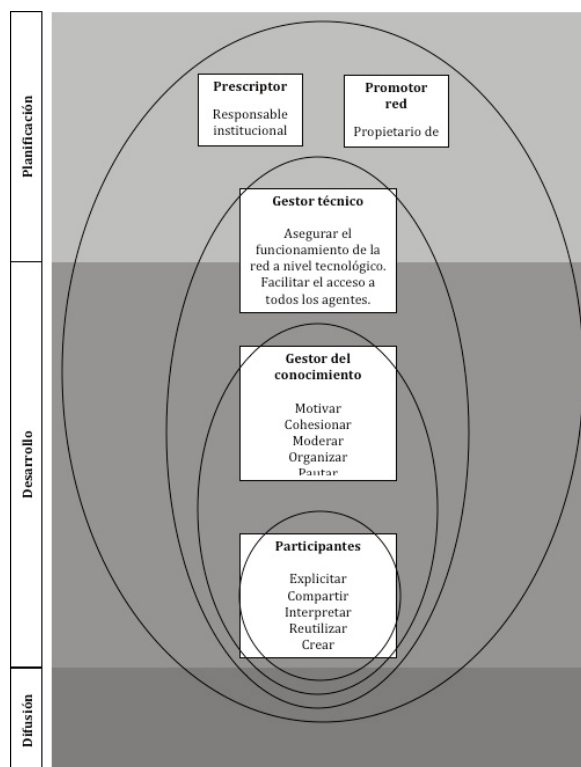 Planificación
Prescriptor
Responsable
institucional
Promotor
red
Propietario de
Gestor técnico
Asegurar el
funcionamiento de la
red a nivel tecnológico.
Facilitar el acceso a
todos los agentes.
Desarrollo
Gestor del
conocimiento
Motivar
Cohesionar
Moderar
Organizar
Pautar
Participantes
Explicitar
Compartir
Interpretar
Reutilizar
Crear
Difusión